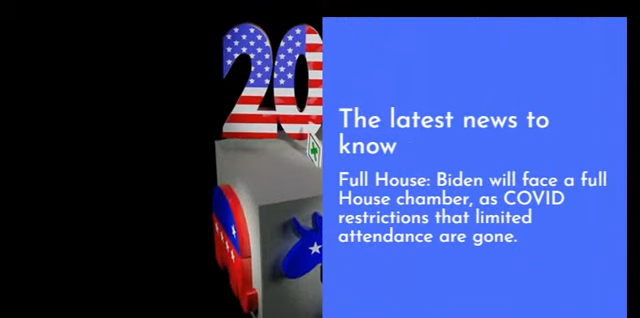 20
The latest news to
know
Full House: Biden will face a full
House chamber, as COVID
restrictions that limited
attendance are gone.